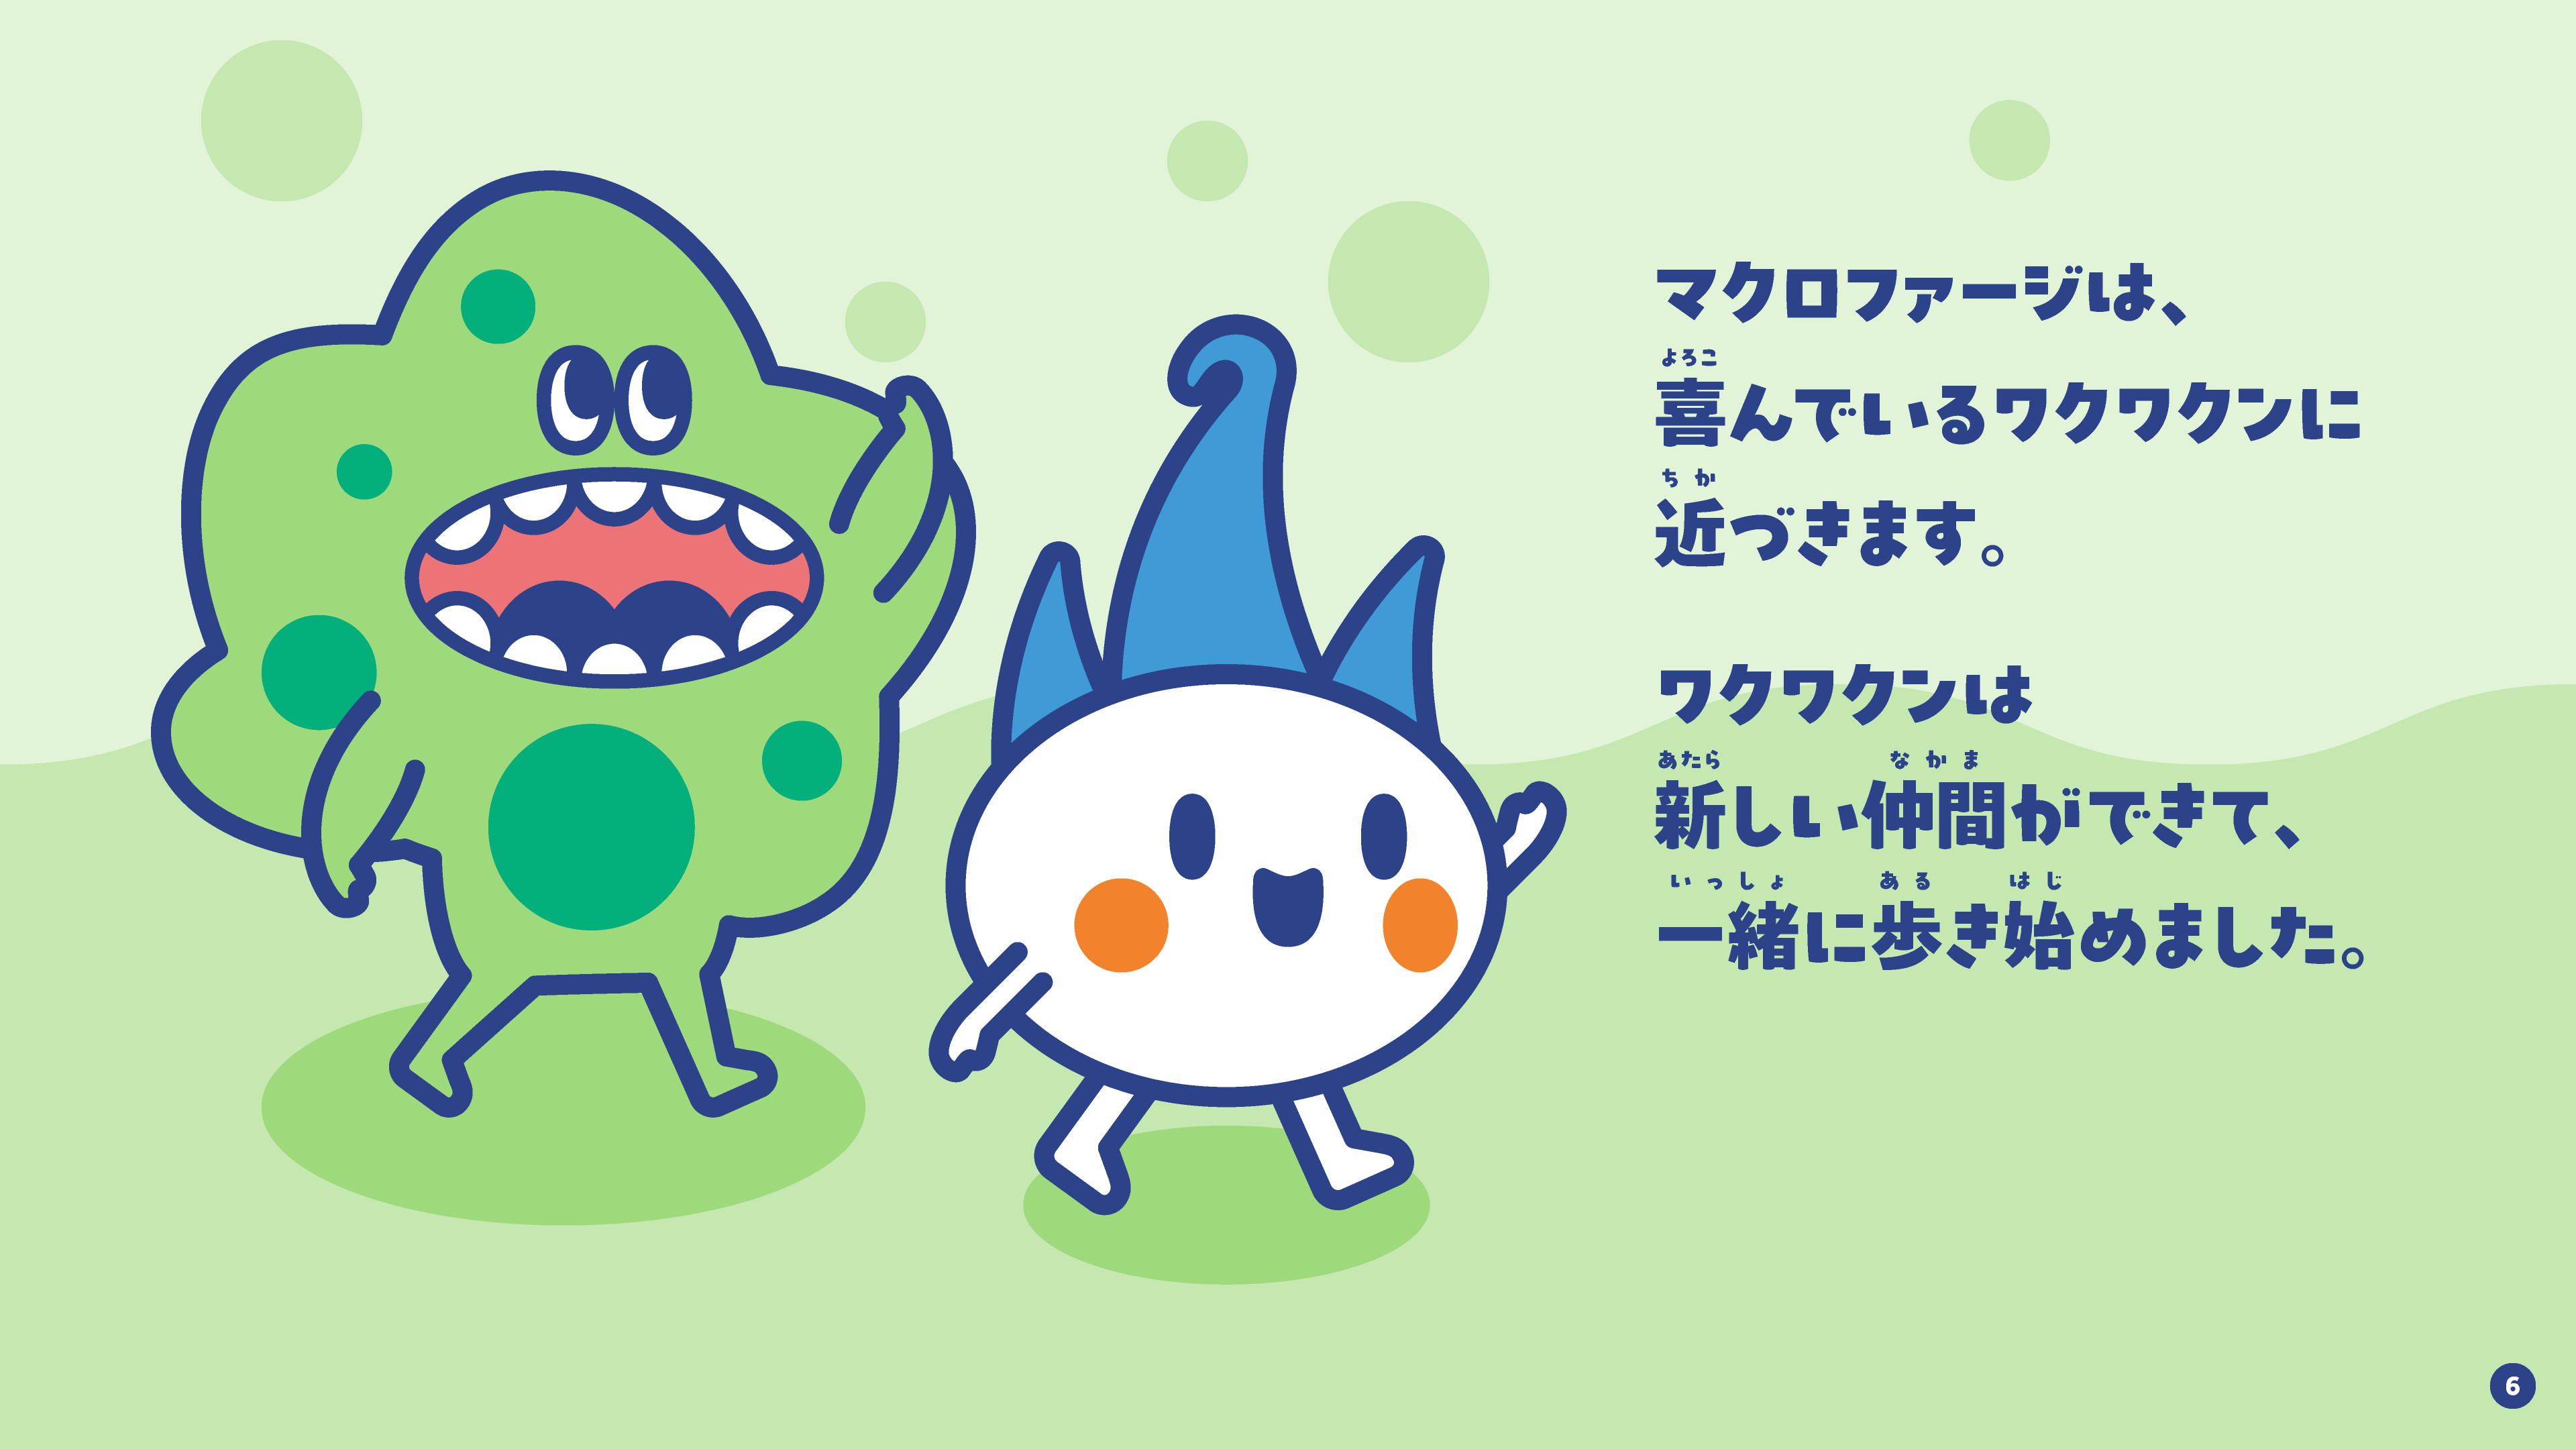 マクロファージは、
よろこ
喜んでいるワクワクンに
ちか
近づきます。
ワクワクンは
あたら なかま
新しい仲間ができて、
いっしょ ある はじ
一緒に歩き始めました。
6